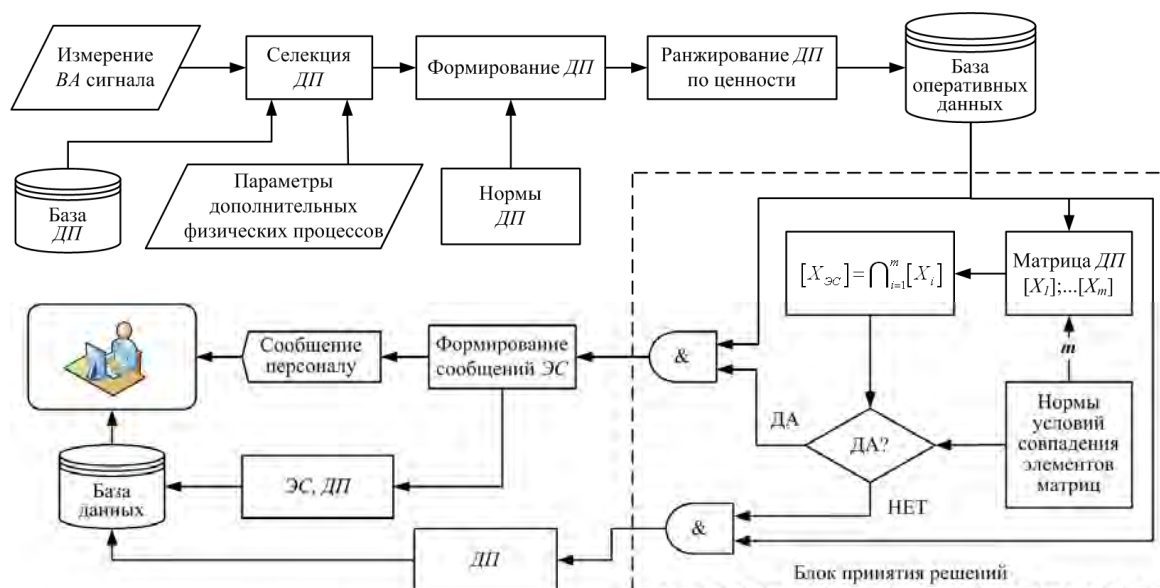 Измерение
ВА сигнала
Селекция
ДП
Формирование ДП
Ранжирование ДП
по ценности
База
оперативных
данных
База
ДП
Параметры
дополнительных
физических процессов
Нормы
ДП
[X_ЭС]=⋂_{i=1}^{m}[X_i]
Матрица ДП
[X_1];...[X_m]
m
Сообщение
персоналу
Формирование
сообщений ЭС
&
ДА
ДА?
Нормы
условий
совпадения
элементов
матриц
База
данных
ЭС, ДП
НЕТ
&
ДП
Блок принятия решений